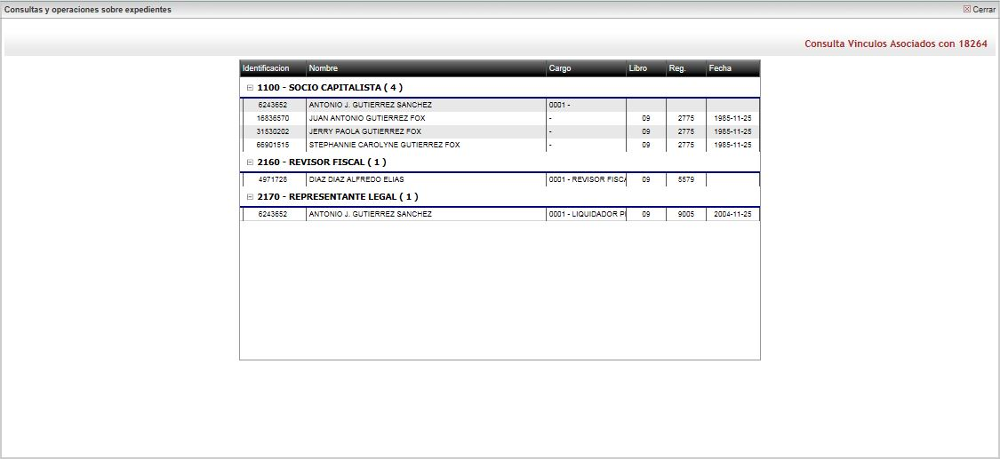 Consultas y operaciones sobre expedientes Cerrar
Consulta Vinculos Asociados con 18264
Identificacion Nombre Cargo Libro Reg. Fecha
1100 - SOCIO CAPITALISTA ( 4 )
6243652 ANTONIO J. GUTIERREZ SANCHEZ 0001 -
16836570 JUAN ANTONIO GUTIERREZ FOX - 09 2775 1985-11-25
31530202 JERRY PAOLA GUTIERREZ FOX - 09 2775 1985-11-25
66901515 STEPHANNIE CAROLYNE GUTIERREZ FOX - 09 2775 1985-11-25
2160 - REVISOR FISCAL ( 1 )
4971728 DIAZ DIAZ ALFREDO ELIAS 0001 - REVISOR FISCA 09 5579
2170 - REPRESENTANTE LEGAL ( 1 )
6243652 ANTONIO J. GUTIERREZ SANCHEZ 0001 - LIQUIDADOR P 09 9005 2004-11-25